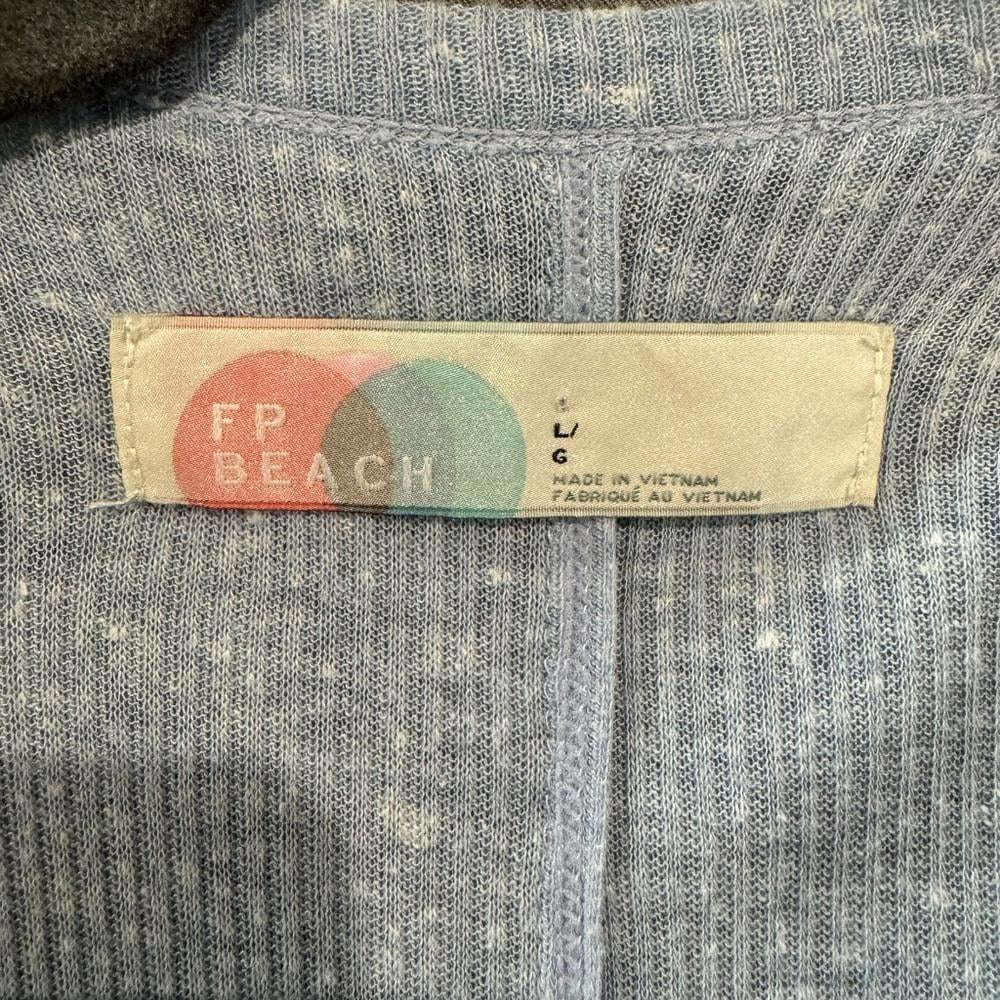 FP
BEACH
L/
G
MADE IN VIETNAM
FABRIQUÉ AU VIETNAM